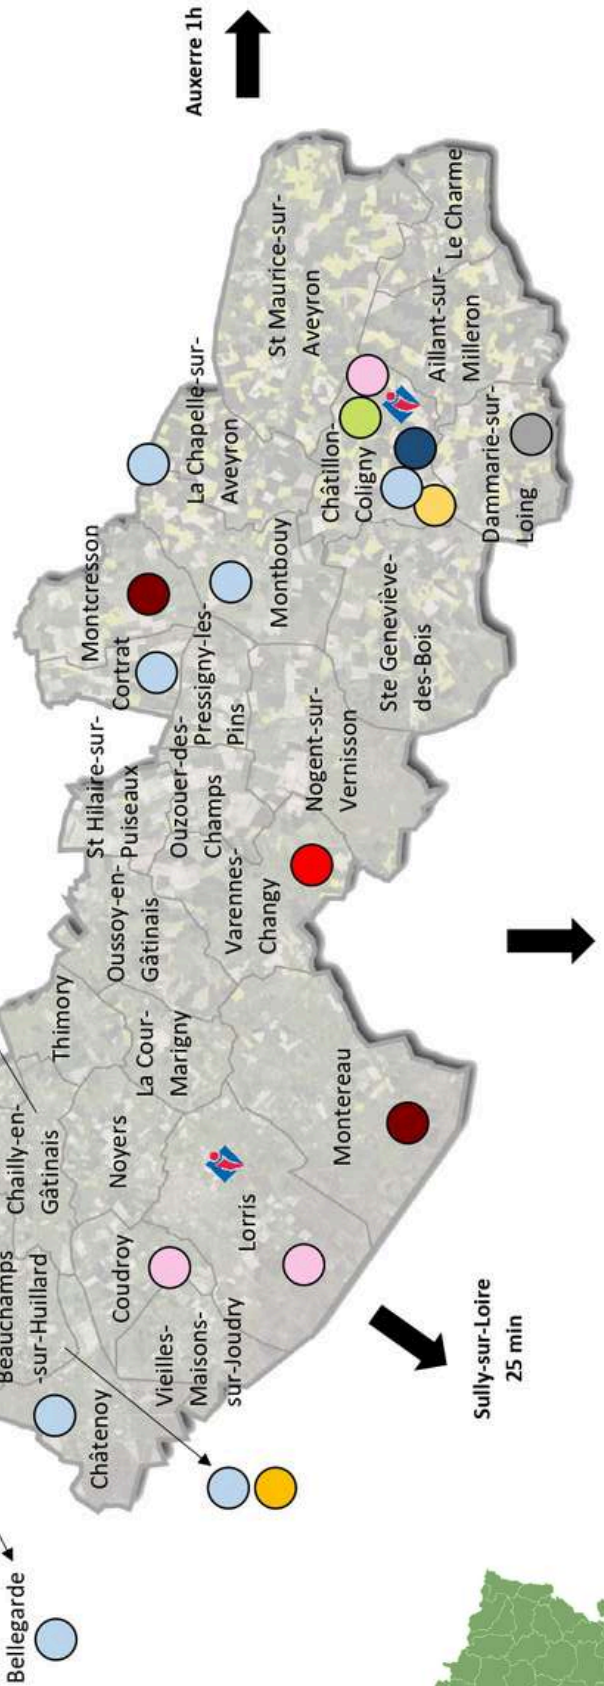 Auxerre 1h
St Maurice-sur-
Aveyron
Le Charme
Aillant-sur-
Milleron
La Chapelle-sur-
Aveyron
Châtillon-
Coligny
Dammarie-sur-
Loing
Montcresson
Montbouy
Cortrat
Pressigny-les-
Pins
Ste Geneviève-
des-Bois
St Hilaire-sur-
Puiseaux
Ouzouer-des-
Champs
Nogent-sur-
Vernisson
Oussoy-en-
Gâtinais
Varennes-
Changy
Thimory
La Cour-
Marigny
Chailly-en-
Gâtinais
Noyers
Montereau
Lorris
Beauchamps
-sur-Huillard
Coudroy
Vieilles-
Maisons-
sur-Joudry
Châtenoy
Sully-sur-Loire
25 min
Bellegarde